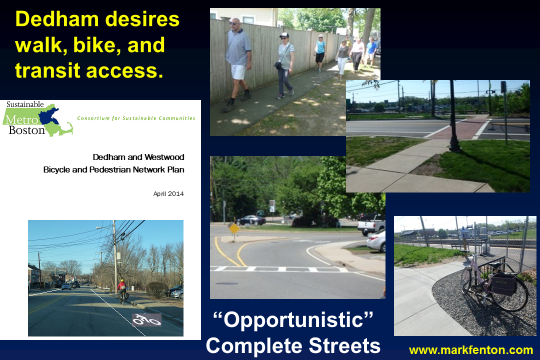 Dedham desires
walk, bike, and
transit access.
Sustainable
Metro
Boston
Consortium for Sustainable Communities
Dedham and Westwood
Bicycle and Pedestrian Network Plan
April 2014
“Opportunistic”
Complete Streets
www.markfenton.com